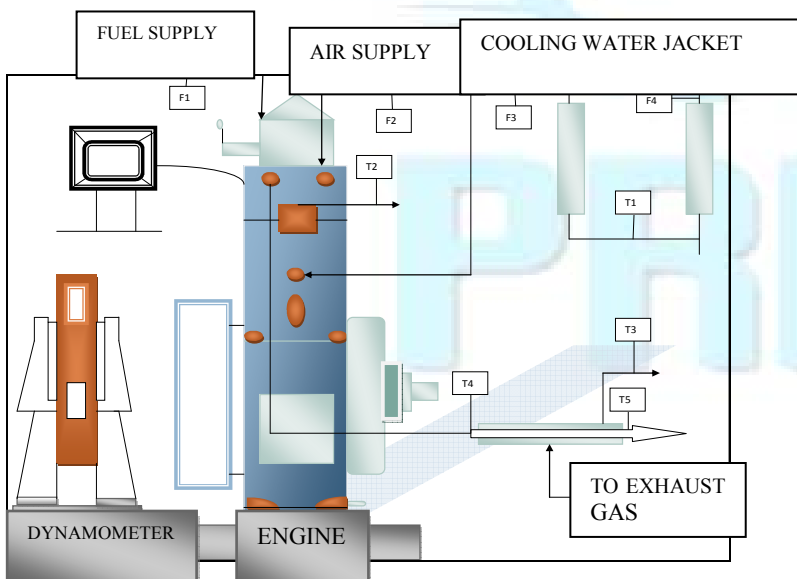 FUEL SUPPLY
AIR SUPPLY
COOLING WATER JACKET
F1
F2
F3
F4
T2
T1
T3
T4
T5
TO EXHAUST
GAS
DYNAMOMETER
ENGINE